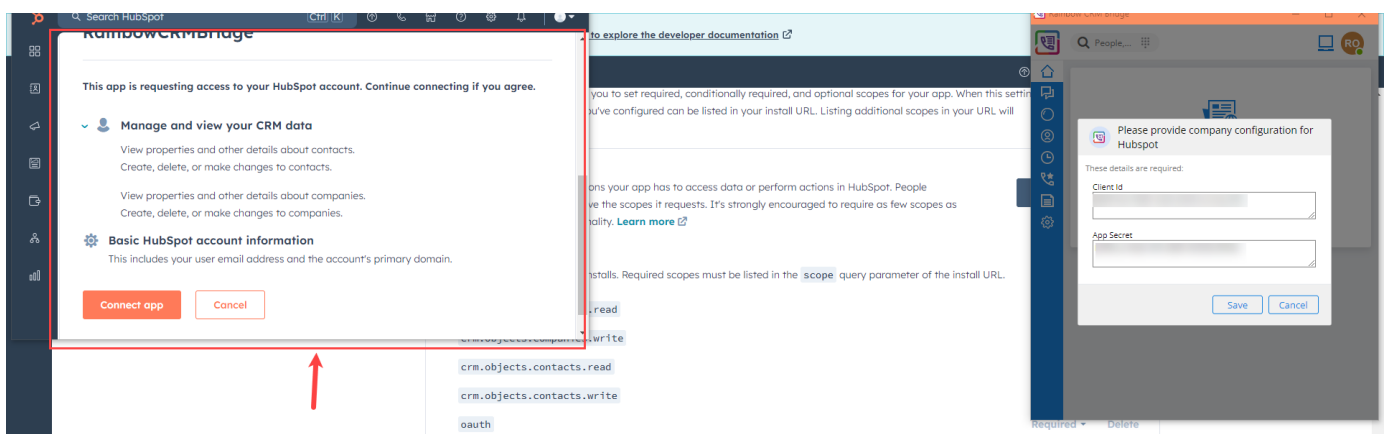 Search HubSpot
Ctrl K
RainbowCRMBridge
This app is requesting access to your HubSpot account. Continue connecting if you agree.
Manage and view your CRM data
View properties and other details about contacts.
Create, delete, or make changes to contacts.
View properties and other details about companies.
Create, delete, or make changes to companies.
Basic HubSpot account information
This includes your user email address and the account's primary domain.
Connect app
Cancel
to explore the developer documentation
you to set required, conditionally required, and optional scopes for your app. When this settin
ou've configured can be listed in your install URL. Listing additional scopes in your URL will
ons your app has to access data or perform actions in HubSpot. People
ve the scopes it requests. It's strongly encouraged to require as few scopes as
nality. Learn more
nstalls. Required scopes must be listed in the scope query parameter of the install URL.
.read
crm.objects.companies.write
crm.objects.contacts.read
crm.objects.contacts.write
oauth
Required
Delete
Rainbow CRM Bridge
People,...
RO
Please provide company configuration for
Hubspot
These details are required:
Client Id
App Secret
Save
Cancel